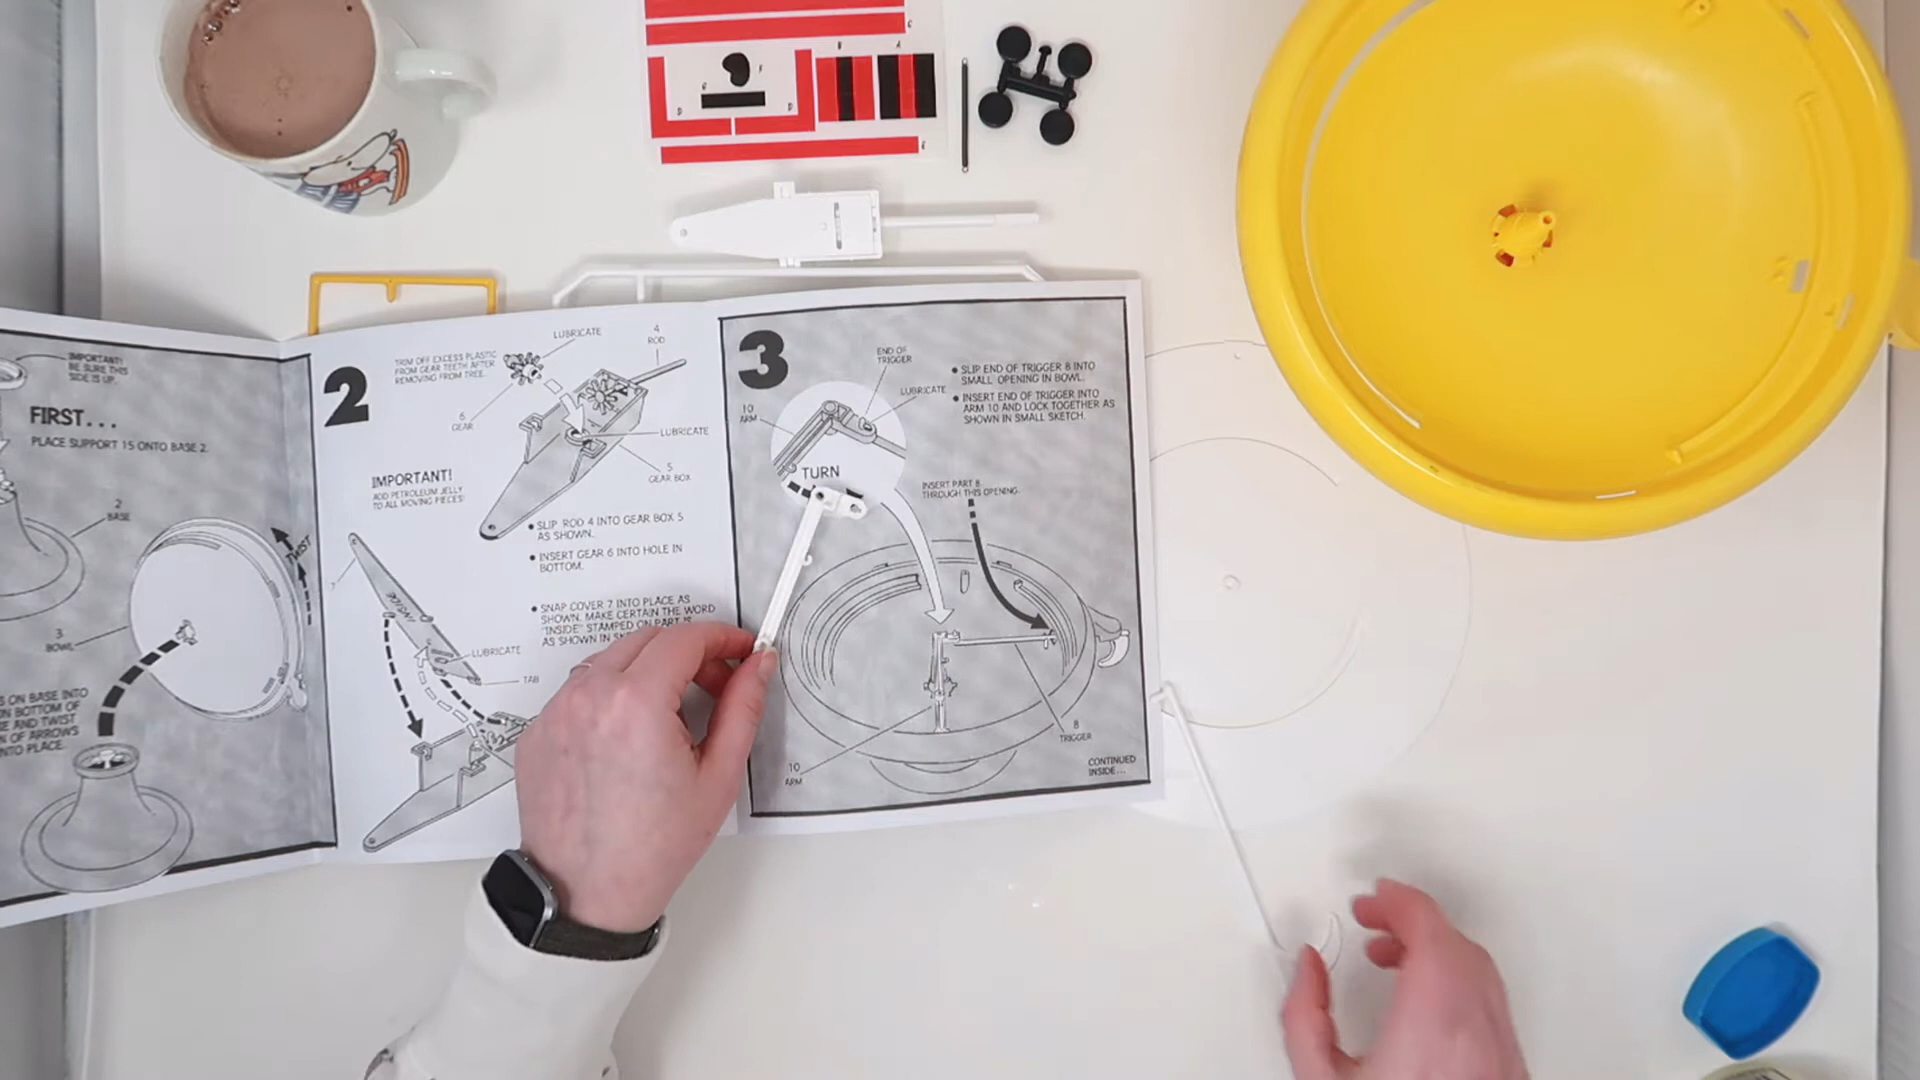 IMPORTANT!
BE SURE THIS
SIDE IS UP.
FIRST...
PLACE SUPPORT 15 ONTO BASE 2.
2
BASE
TWIST
3
BOWL
S ON BASE INTO
N BOTTOM OF
E AND TWIST
N OF ARROWS
NTO PLACE.
2
TRIM OFF EXCESS PLASTIC
FROM GEAR TEETH AFTER
REMOVING FROM TREE.
LUBRICATE
4
ROD
6
GEAR
LUBRICATE
5
GEAR BOX
IMPORTANT!
ADD PETROLEUM JELLY
TO ALL MOVING PIECES!
• SLIP ROD 4 INTO GEAR BOX 5
AS SHOWN.
• INSERT GEAR 6 INTO HOLE IN
BOTTOM.
• SNAP COVER 7 INTO PLACE AS
SHOWN. MAKE CERTAIN THE WORD
"INSIDE" STAMPED ON PART IS
AS SHOWN IN
7
INSIDE
LUBRICATE
TAB
3
END OF
TRIGGER
LUBRICATE
10
ARM
TURN
• SLIP END OF TRIGGER 8 INTO
SMALL OPENING IN BOWL.
• INSERT END OF TRIGGER INTO
ARM 10 AND LOCK TOGETHER AS
SHOWN IN SMALL SKETCH.
INSERT PART 8
THROUGH THIS OPENING.
8
TRIGGER
10
ARM
CONTINUED
INSIDE...
C
B
A
F
G
D
D
E